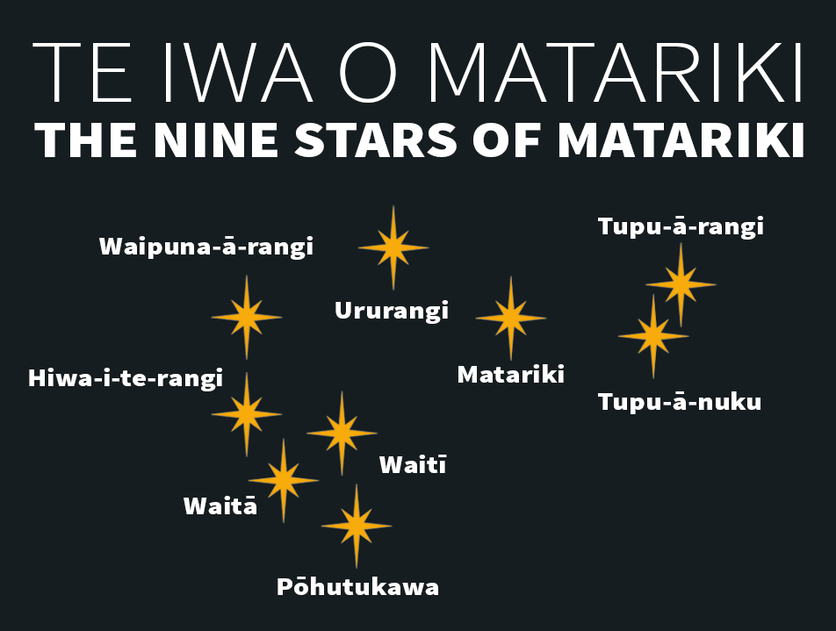 TE IWA O MATARIKI
THE NINE STARS OF MATARIKI
Tupu-ā-rangi
Waipuna-ā-rangi
Ururangi
Matariki
Hiwa-i-te-rangi
Tupu-ā-nuku
Waitī
Waitā
Pōhutukawa